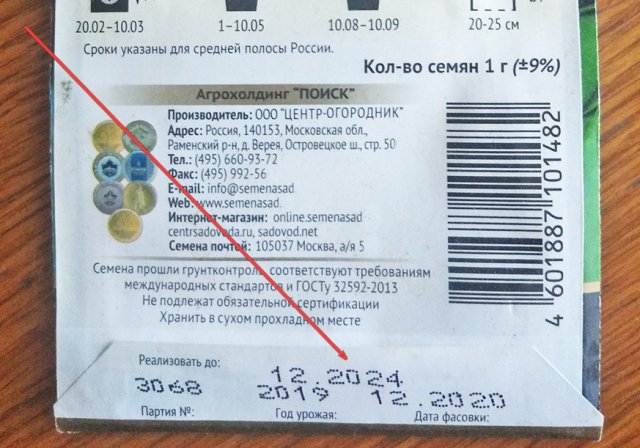 20.02–10.03 1–10.05 10.08–10.09 20-25 см
Сроки указаны для средней полосы России.
Кол-во семян 1 г (±9%)
Агрохолдинг "ПОИСК"
Производитель: ООО "ЦЕНТР-ОГОРОДНИК"
Адрес: Россия, 140153, Московская обл.,
Раменский р-н, д. Верея, Островецкое ш., стр. 50
Тел.: (495) 660-93-72
Факс: (495) 992-56
E-mail: info@semenasad
Web: www.semenasad
Интернет-магазин: online.semenasad
centrsadovoda.ru, sadovod.net
Семена почтой: 105037 Москва, а/я 5
4 601887 101482
Семена прошли грунтконтроль, соответствуют требованиям
международных стандартов и ГОСТу 32592-2013
Не подлежат обязательной сертификации
Хранить в сухом прохладном месте
Реализовать до: 12.2024
3068 2019 12.2020
Партия №: Год урожая: Дата фасовки: